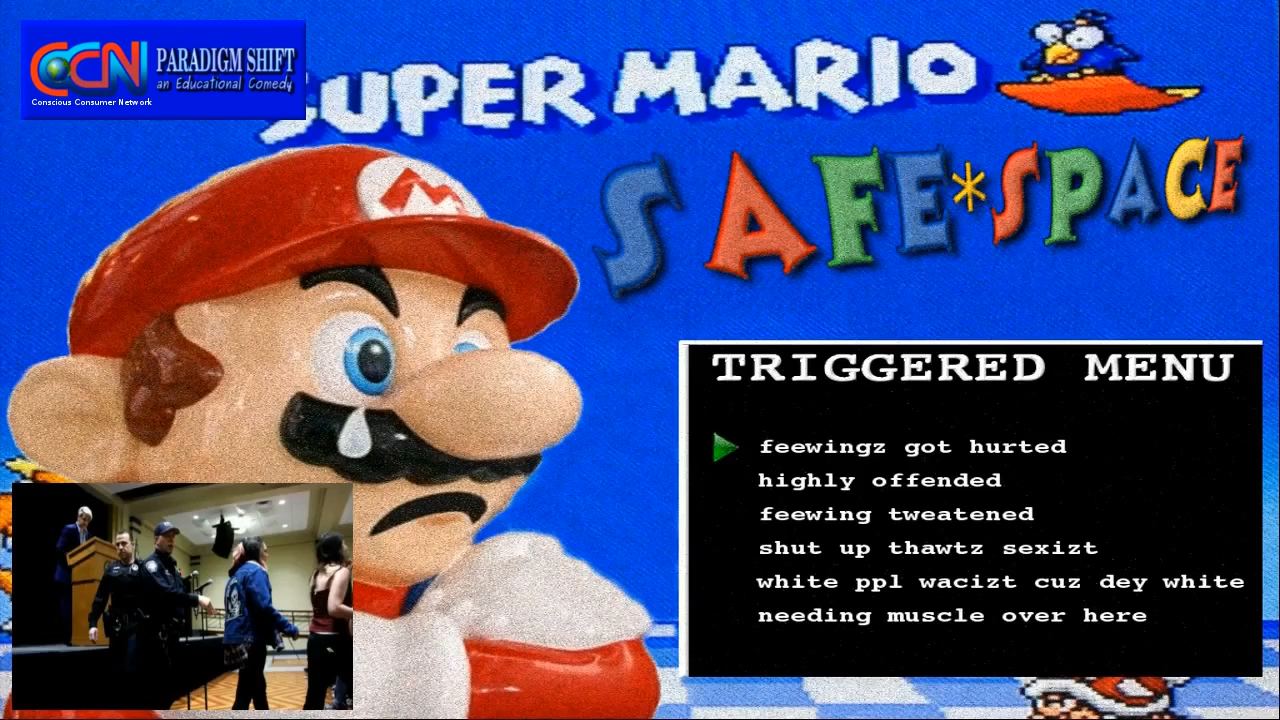 CCN
Conscious Consumer Network
PARADIGM SHIFT
an Educational Comedy
SUPER MARIO
SAFE*SPACE
M
TRIGGERED MENU
feewingz got hurted
highly offended
feewing tweatened
shut up thawtz sexizt
white ppl wacizt cuz dey white
needing muscle over here